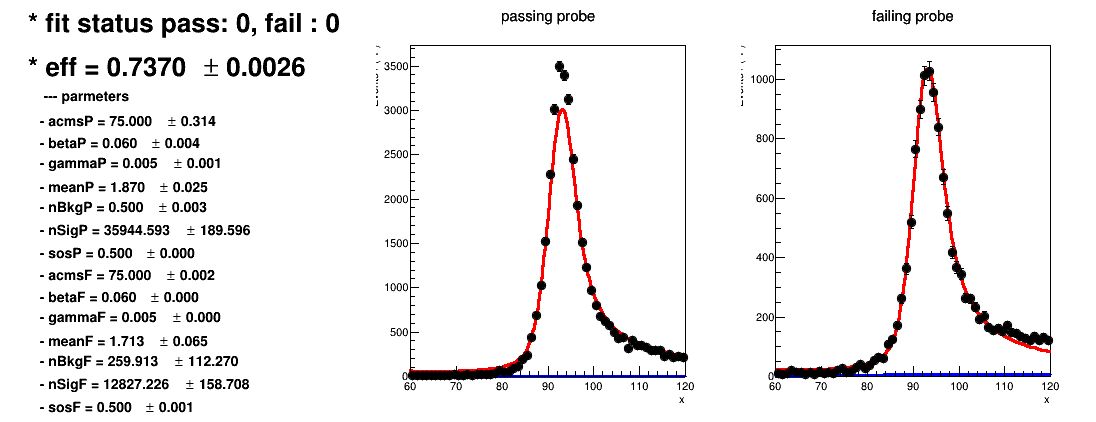 * fit status pass: 0, fail : 0
* eff = 0.7370 ± 0.0026
--- parmeters
- acmsP = 75.000 ± 0.314
- betaP = 0.060 ± 0.004
- gammaP = 0.005 ± 0.001
- meanP = 1.870 ± 0.025
- nBkgP = 0.500 ± 0.003
- nSigP = 35944.593 ± 189.596
- sosP = 0.500 ± 0.000
- acmsF = 75.000 ± 0.002
- betaF = 0.060 ± 0.000
- gammaF = 0.005 ± 0.000
- meanF = 1.713 ± 0.065
- nBkgF = 259.913 ± 112.270
- nSigF = 12827.226 ± 158.708
- sosF = 0.500 ± 0.001
passing probe
3500
3000
2500
2000
1500
1000
500
0
60 70 80 90 100 110 120
x
failing probe
1000
800
600
400
200
0
60 70 80 90 100 110 120
x